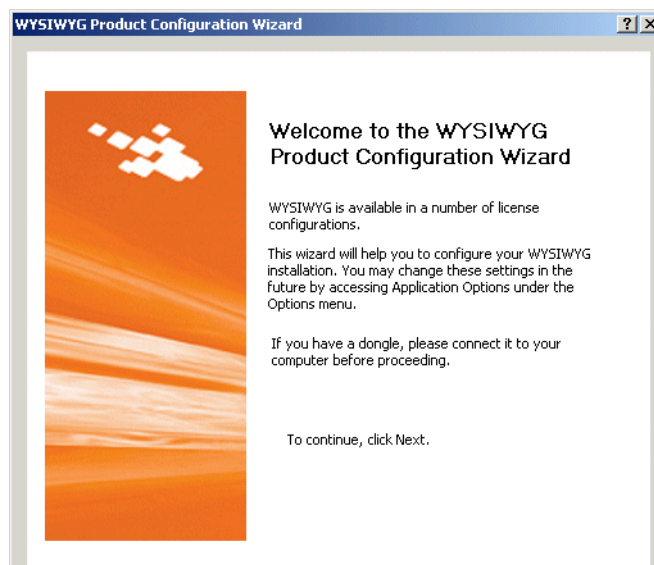 WYSIWYG Product Configuration Wizard
Welcome to the WYSIWYG
Product Configuration Wizard
WYSIWYG is available in a number of license
configurations.
This wizard will help you to configure your WYSIWYG
installation. You may change these settings in the
future by accessing Application Options under the
Options menu.
If you have a dongle, please connect it to your
computer before proceeding.
To continue, click Next.